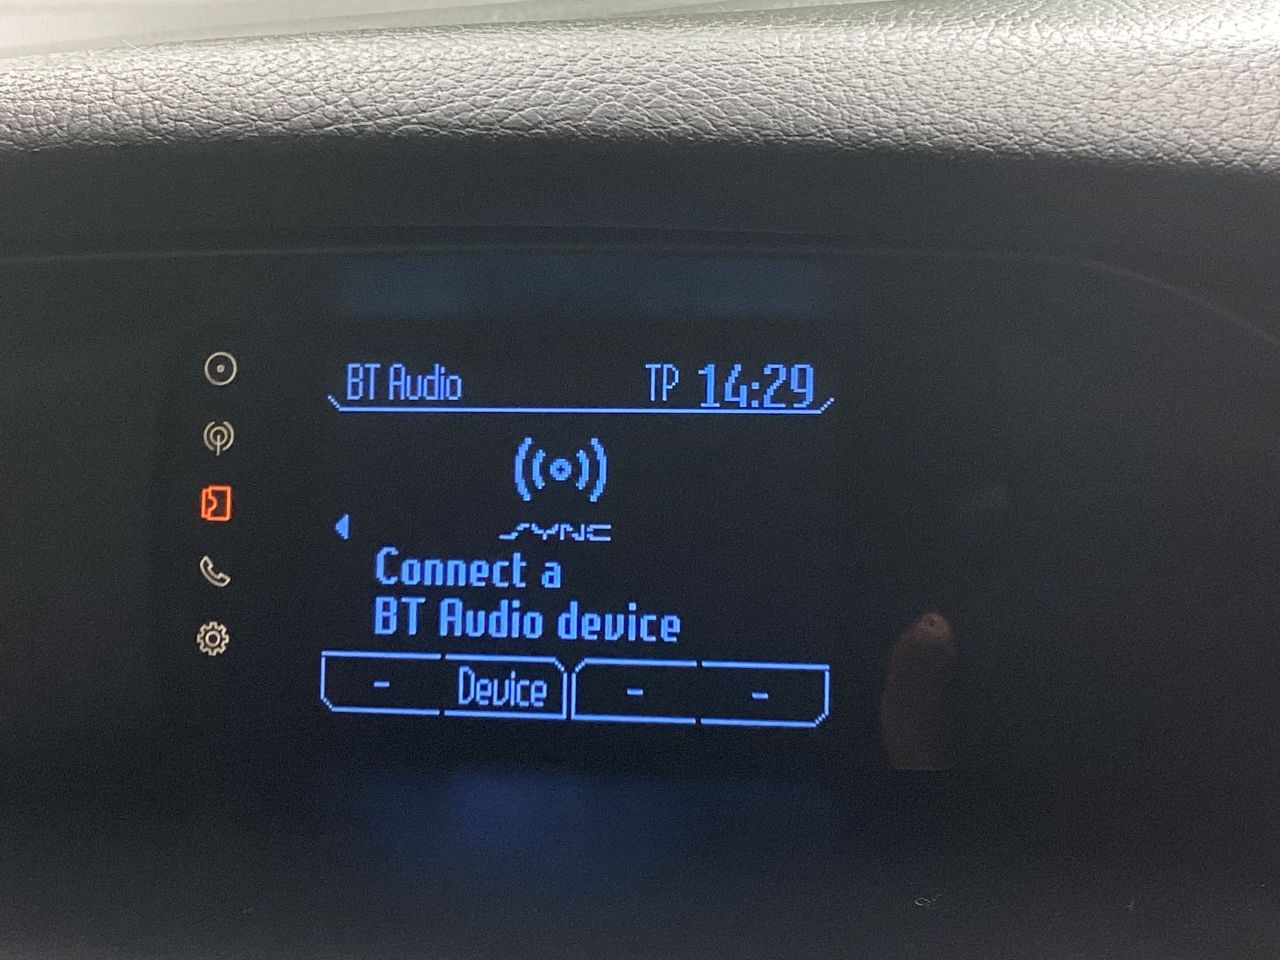 BT Audio TP 14:29
SYNC
Connect a
BT Audio device
- Device - -